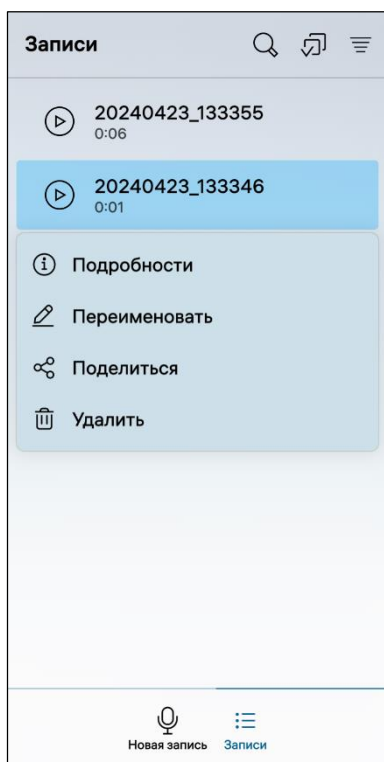 Записи
20240423_133355
0:06
20240423_133346
0:01
Подробности
Переименовать
Поделиться
Удалить
Новая запись Записи